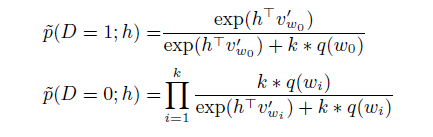 p̃(D = 1; h) = exp(h⊤v′_{w_0}) / (exp(h⊤v′_{w_0}) + k * q(w_0))
p̃(D = 0; h) = ∏_{i=1}^{k} k * q(w_i) / (exp(h⊤v′_{w_i}) + k * q(w_i))